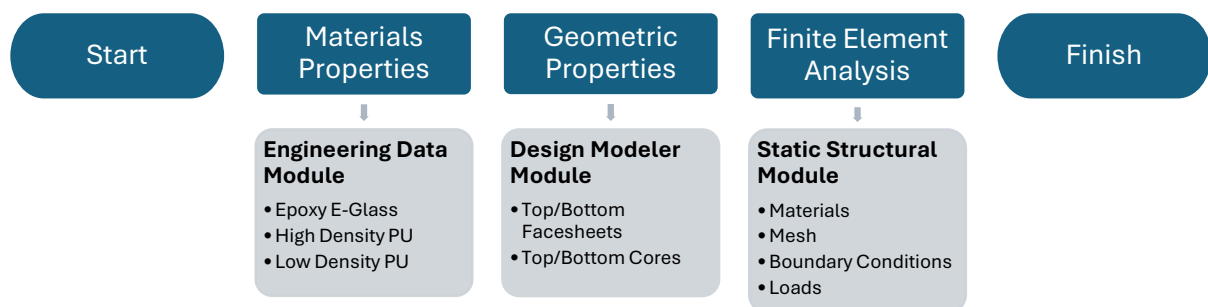 Start
Materials
Properties
Geometric
Properties
Finite Element
Analysis
Finish
Engineering Data
Module
• Epoxy E-Glass
• High Density PU
• Low Density PU
Design Modeler
Module
• Top/Bottom
Facesheets
• Top/Bottom Cores
Static Structural
Module
• Materials
• Mesh
• Boundary Conditions
• Loads